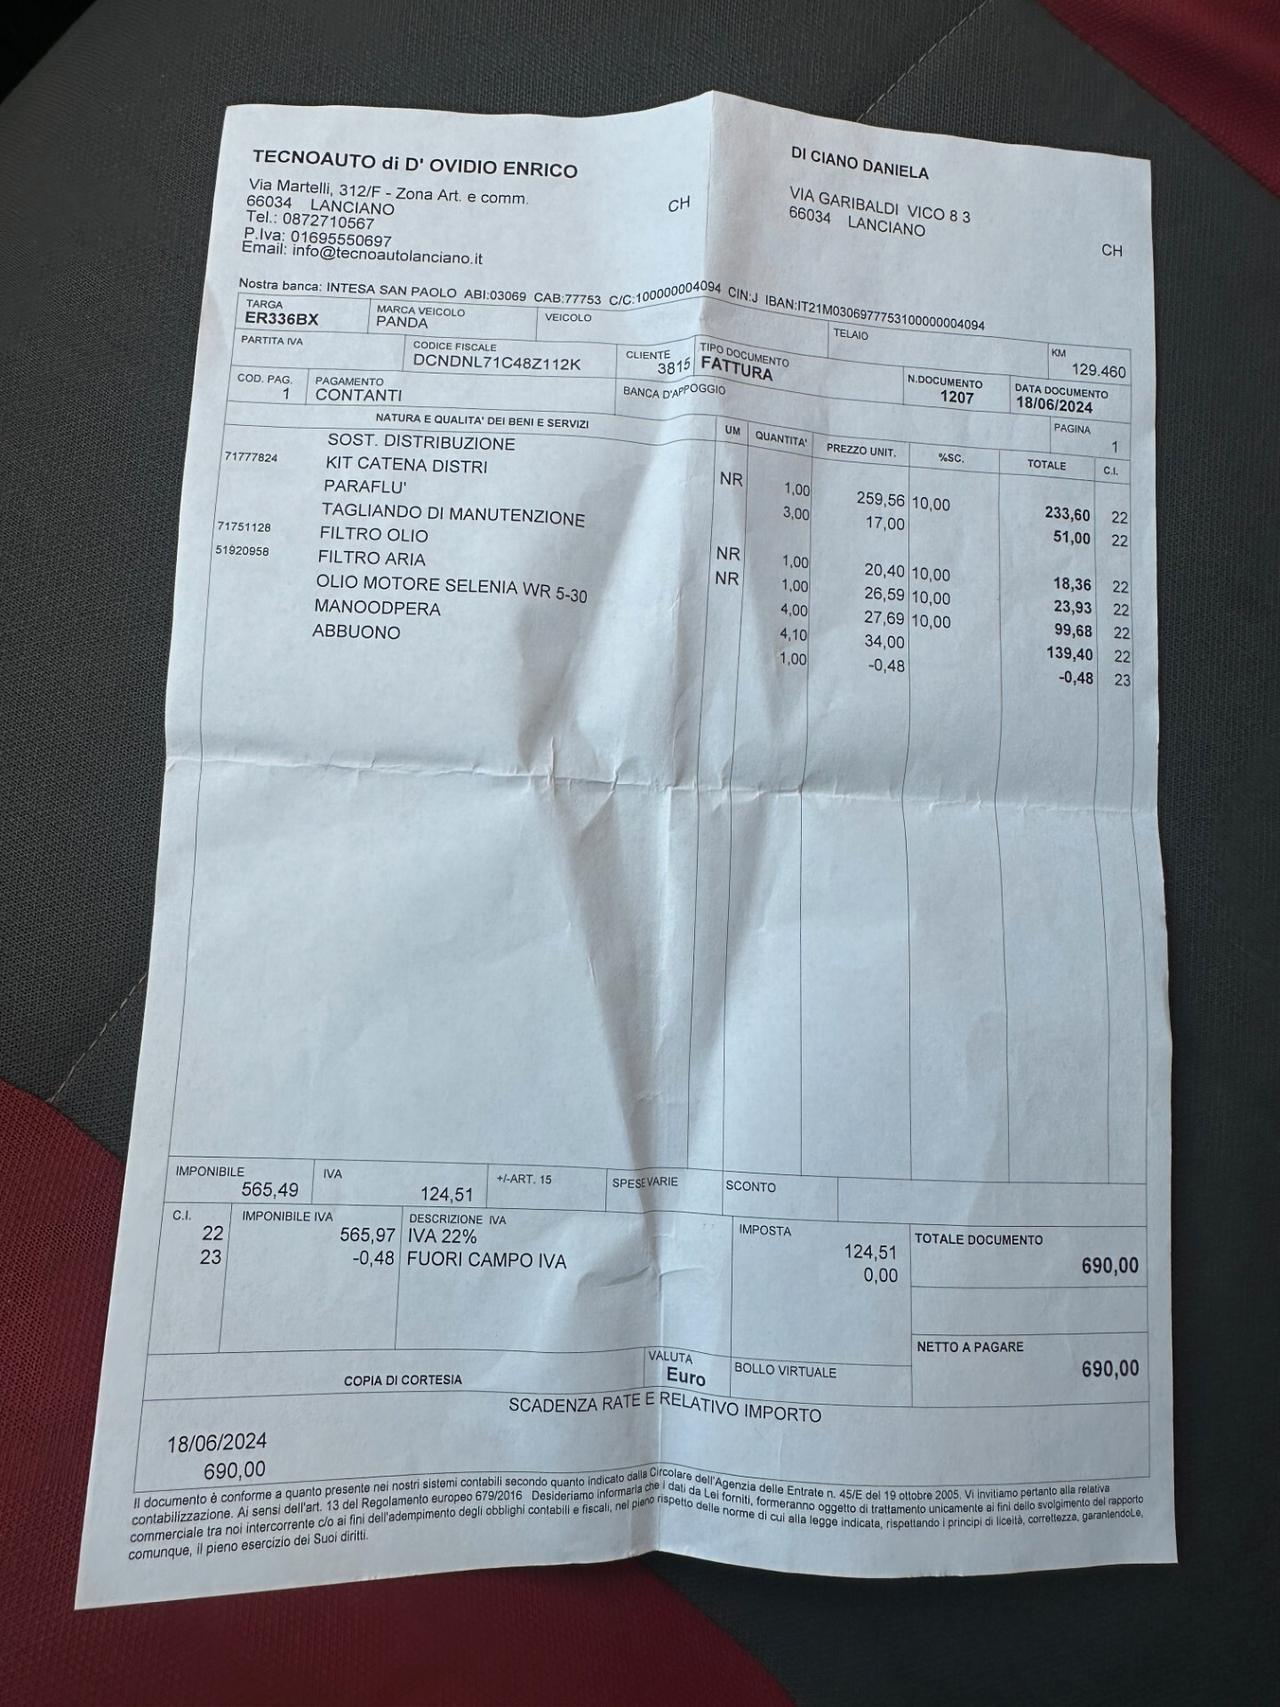 TECNOAUTO di D' OVIDIO ENRICO
Via Martelli, 312/F - Zona Art. e comm.
66034 LANCIANO CH
Tel.: 0872710567
P.Iva: 01695550697
Email: info@tecnoautolanciano.it
DI CIANO DANIELA
VIA GARIBALDI VICO 8 3
66034 LANCIANO
CH
Nostra banca: INTESA SAN PAOLO ABI:03069 CAB:77753 C/C:100000004094 CIN:J IBAN:IT21M0306977753100000004094
TARGA MARCA VEICOLO VEICOLO TELAIO KM
ER336BX PANDA 129.460
PARTITA IVA CODICE FISCALE CLIENTE TIPO DOCUMENTO N.DOCUMENTO DATA DOCUMENTO
DCNDNL71C48Z112K 3815 FATTURA 1207 18/06/2024
COD. PAG. PAGAMENTO BANCA D'APPOGGIO PAGINA
1 CONTANTI 1
NATURA E QUALITA' DEI BENI E SERVIZI UM QUANTITA' PREZZO UNIT. %SC. TOTALE C.I.
SOST. DISTRIBUZIONE
71777824 KIT CATENA DISTRI NR 1,00 259,56 10,00 233,60 22
PARAFLU' 3,00 17,00 51,00 22
TAGLIANDO DI MANUTENZIONE
71751128 FILTRO OLIO NR 1,00 20,40 10,00 18,36 22
51920958 FILTRO ARIA NR 1,00 26,59 10,00 23,93 22
OLIO MOTORE SELENIA WR 5-30 4,00 27,69 10,00 99,68 22
MANOODPERA 4,10 34,00 139,40 22
ABBUONO 1,00 -0,48 -0,48 23
IMPONIBILE IVA +/-ART. 15 SPESE VARIE SCONTO
565,49 124,51
C.I. IMPONIBILE IVA DESCRIZIONE IVA IMPOSTA TOTALE DOCUMENTO
22 565,97 IVA 22% 124,51 690,00
23 -0,48 FUORI CAMPO IVA 0,00
NETTO A PAGARE
690,00
COPIA DI CORTESIA VALUTA BOLLO VIRTUALE
Euro
SCADENZA RATE E RELATIVO IMPORTO
18/06/2024
690,00
Il documento è conforme a quanto presente nei nostri sistemi contabili secondo quanto indicato dalla Circolare dell'Agenzia delle Entrate n. 45/E del 19 ottobre 2005. Vi invitiamo pertanto alla relativa
contabilizzazione. Ai sensi dell'art. 13 del Regolamento europeo 679/2016 Desideriamo informarla che i dati da Lei forniti, formeranno oggetto di trattamento unicamente ai fini dello svolgimento del rapporto
commerciale tra noi intercorrente c/o ai fini dell'adempimento degli obblighi contabili e fiscali, nel pieno rispetto delle norme di cui alla legge indicata, rispettando i principi di liceità, correttezza, garantendoLe,
comunque, il pieno esercizio dei Suoi diritti.